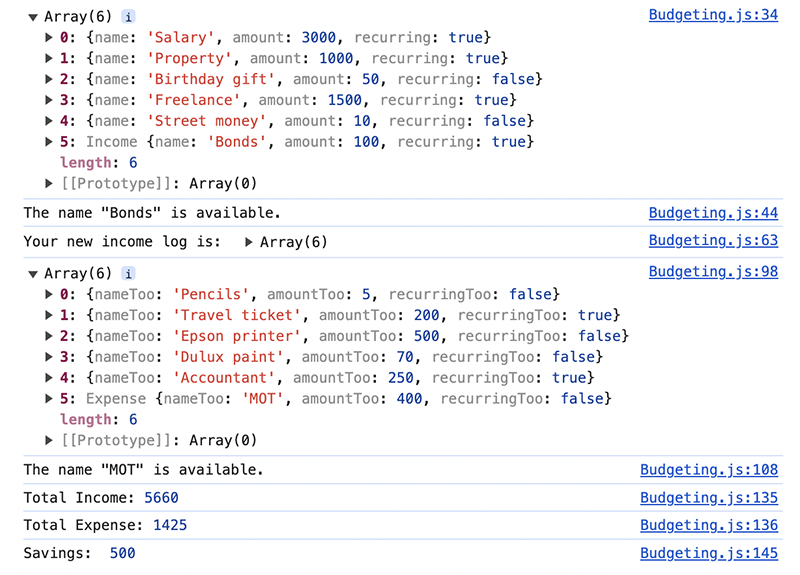 ▼ Array(6) i Budgeting.js:34
▶ 0: {name: 'Salary', amount: 3000, recurring: true}
▶ 1: {name: 'Property', amount: 1000, recurring: true}
▶ 2: {name: 'Birthday gift', amount: 50, recurring: false}
▶ 3: {name: 'Freelance', amount: 1500, recurring: true}
▶ 4: {name: 'Street money', amount: 10, recurring: false}
▶ 5: Income {name: 'Bonds', amount: 100, recurring: true}
length: 6
▶ [[Prototype]]: Array(0)
The name "Bonds" is available. Budgeting.js:44
Your new income log is: ▶ Array(6) Budgeting.js:63
▼ Array(6) i Budgeting.js:98
▶ 0: {nameToo: 'Pencils', amountToo: 5, recurringToo: false}
▶ 1: {nameToo: 'Travel ticket', amountToo: 200, recurringToo: true}
▶ 2: {nameToo: 'Epson printer', amountToo: 500, recurringToo: false}
▶ 3: {nameToo: 'Dulux paint', amountToo: 70, recurringToo: false}
▶ 4: {nameToo: 'Accountant', amountToo: 250, recurringToo: true}
▶ 5: Expense {nameToo: 'MOT', amountToo: 400, recurringToo: false}
length: 6
▶ [[Prototype]]: Array(0)
The name "MOT" is available. Budgeting.js:108
Total Income: 5660 Budgeting.js:135
Total Expense: 1425 Budgeting.js:136
Savings: 500 Budgeting.js:145